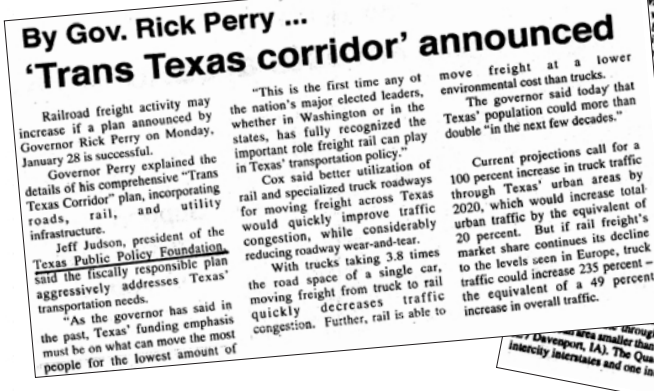 By Gov. Rick Perry ...
'Trans Texas corridor' announced
Railroad freight activity may
increase if a plan announced by
Governor Rick Perry on Monday,
January 28 is successful.
Governor Perry explained the
details of his comprehensive "Trans
Texas Corridor" plan, incorporating
roads, rail, and utility
infrastructure.
Jeff Judson, president of the
Texas Public Policy Foundation,
said the fiscally responsible plan
aggressively addresses Texas'
transportation needs.
"As the governor has said in
the past, Texas' funding emphasis
must be on what can move the most
people for the lowest amount of
"This is the first time any of
the nation's major elected leaders,
whether in Washington or in the
states, has fully recognized the
important role freight rail can play
in Texas' transportation policy."
Cox said better utilization of
rail and specialized truck roadways
for moving freight across Texas
would quickly improve traffic
congestion, while considerably
reducing roadway wear-and-tear.
With trucks taking 3.8 times
the road space of a single car,
moving freight from truck to rail
quickly decreases traffic
congestion. Further, rail is able to
move freight at a lower
environmental cost than trucks.
The governor said today that
Texas' population could more than
double "in the next few decades."
Current projections call for a
100 percent increase in truck traffic
through Texas' urban areas by
2020, which would increase total
urban traffic by the equivalent of
20 percent. But if rail freight's
market share continues its decline
to the levels seen in Europe, truck
traffic could increase 235 percent –
the equivalent of a 49 percent
increase in overall traffic.
through
area smaller than
Davenport, IA). The Qua
intercity interstates and one in